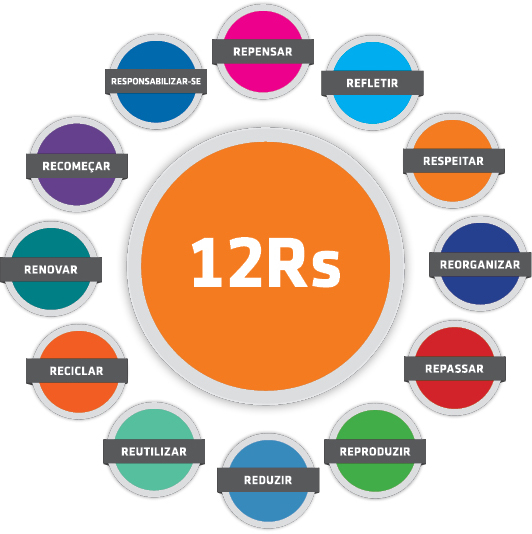 REPENSAR
REFLETIR
RESPEITAR
REORGANIZAR
REPASSAR
REPRODUZIR
REDUZIR
REUTILIZAR
RECICLAR
RENOVAR
RECOMEÇAR
RESPONSABILIZAR-SE
12Rs